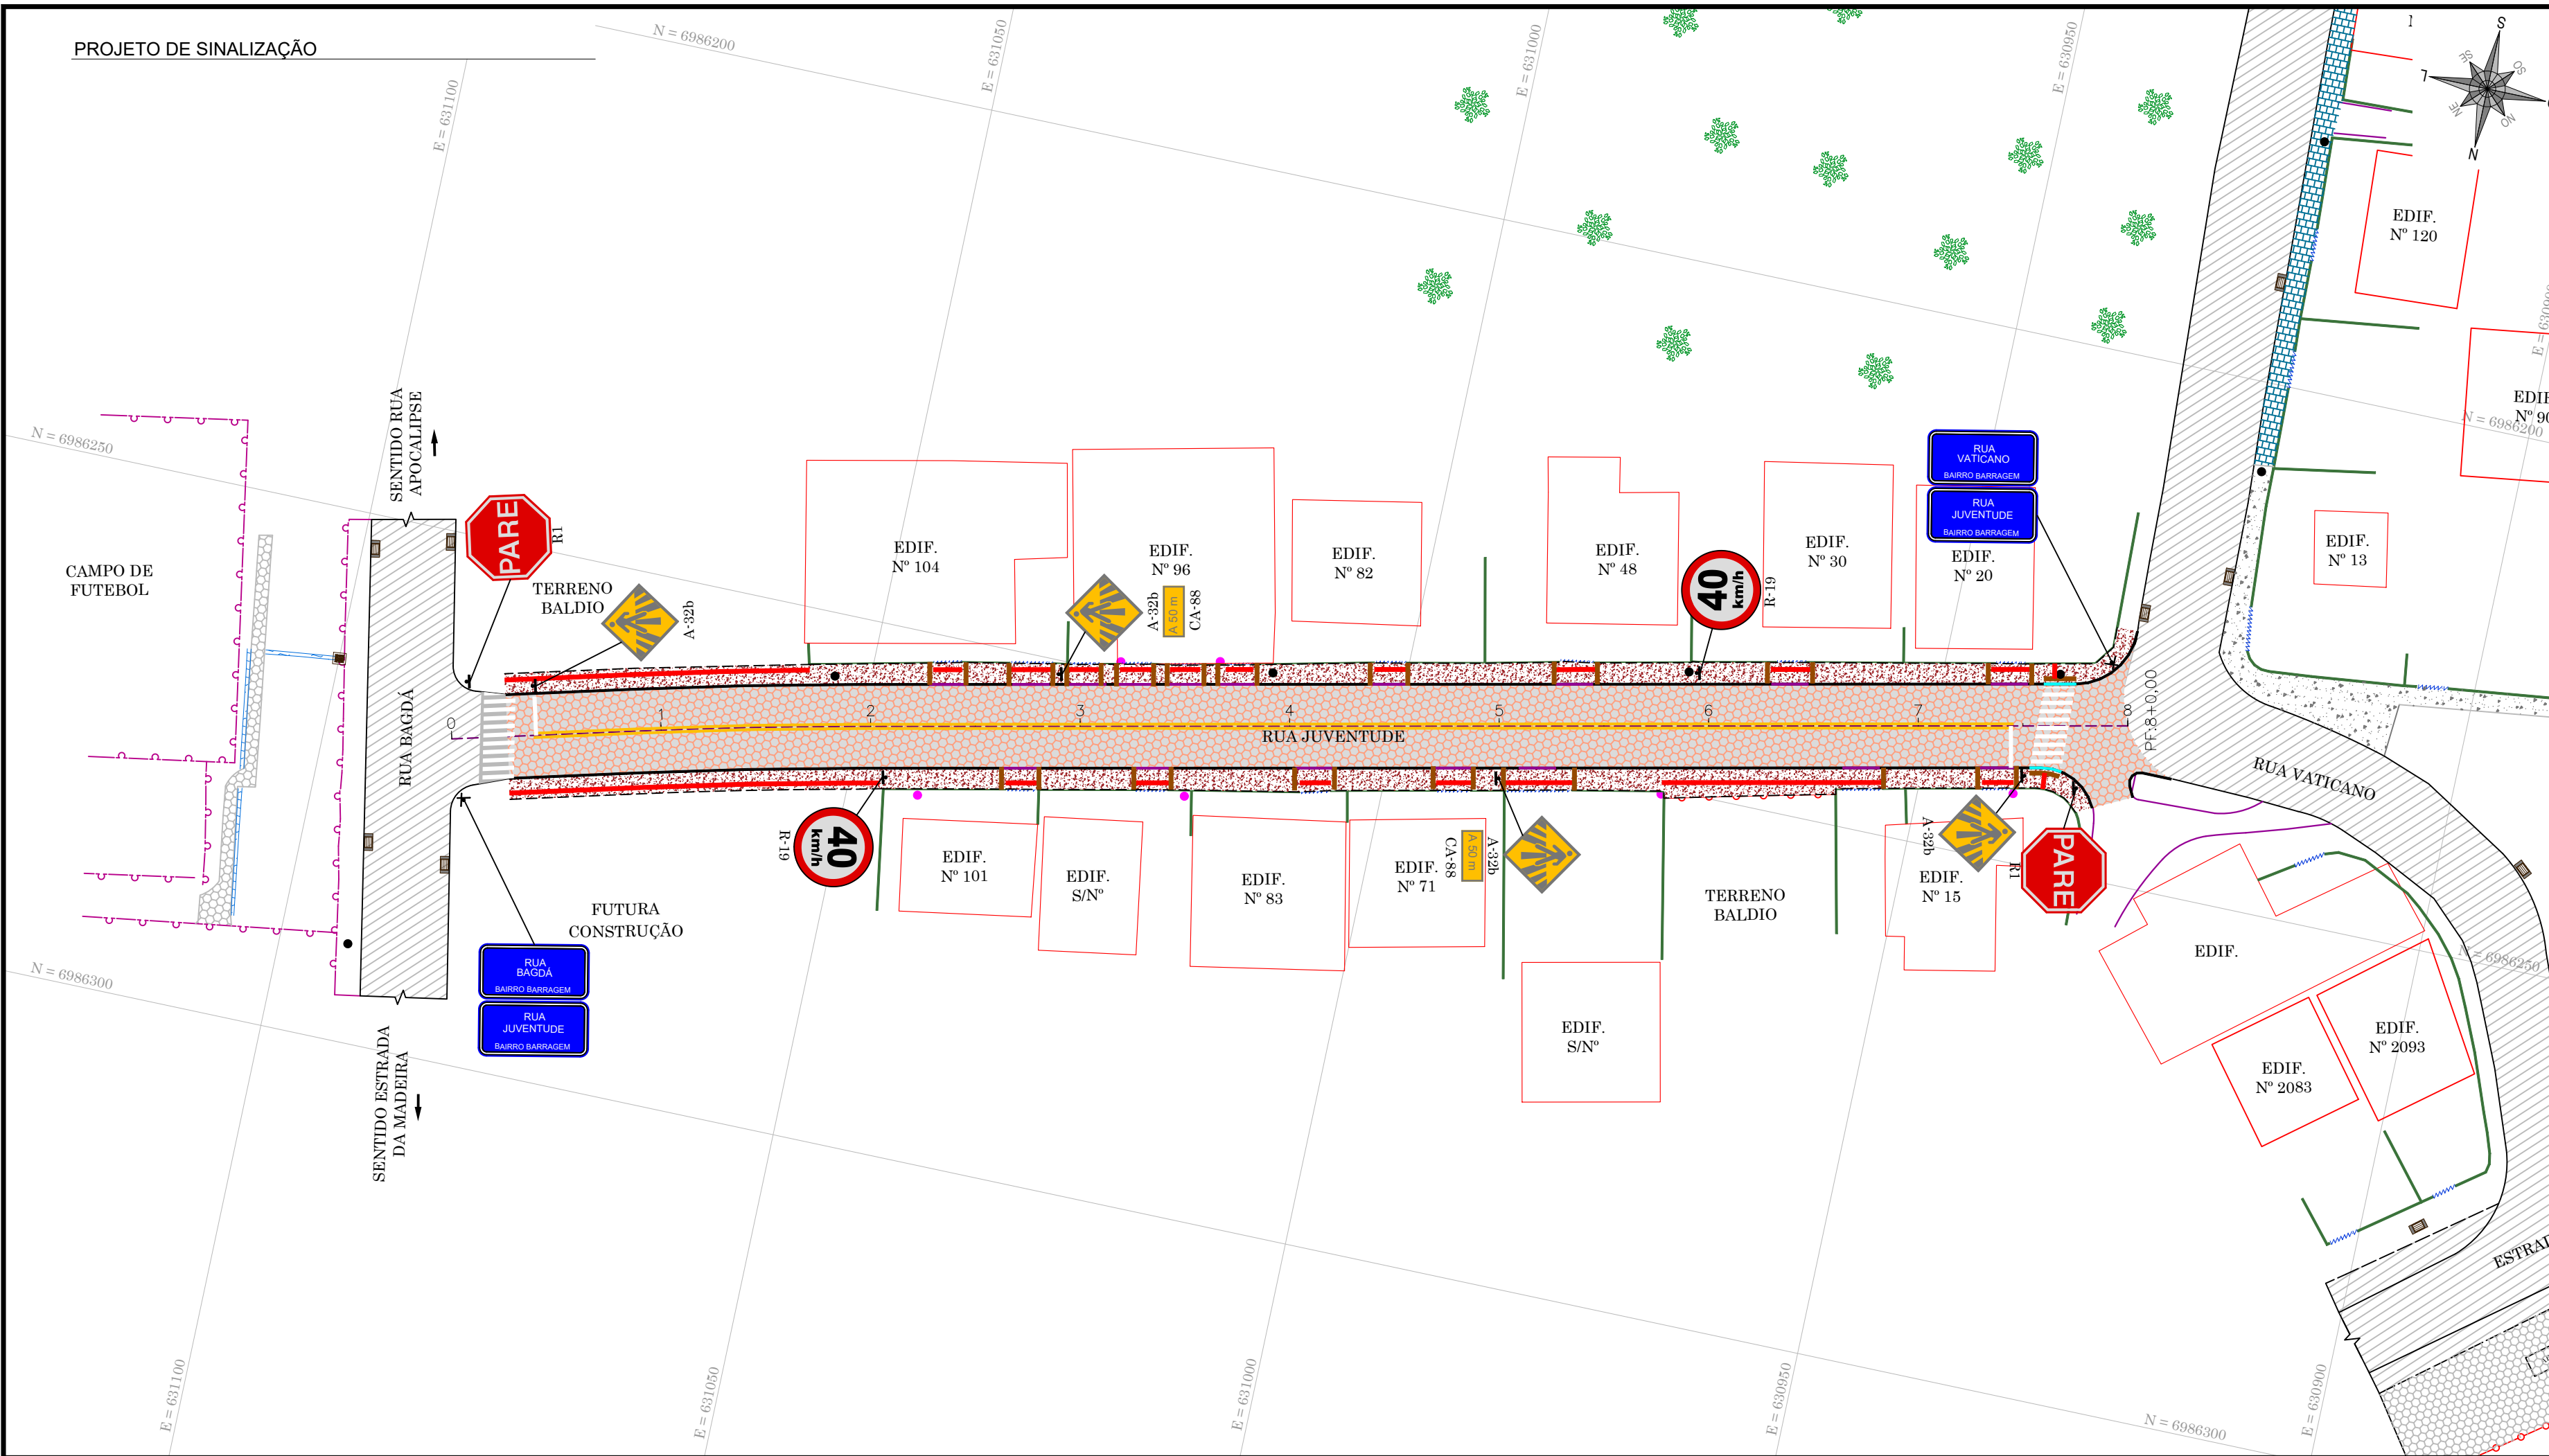 PROJETO DE SINALIZAÇÃO
N = 6986200
E = 631100
E = 631050
E = 631000
E = 630950
S
SE
SO
L
NE
NO
N
EDIF.
Nº 120
N = 6986250
SENTIDO RUA
APOCALIPSE
CAMPO DE
FUTEBOL
PARE
R1
TERRENO
BALDIO
A-32b
EDIF.
Nº 104
EDIF.
Nº 96
A-32b
A 50 m
CA-88
EDIF.
Nº 82
EDIF.
Nº 48
40
km/h
R-19
EDIF.
Nº 30
RUA
VATICANO
BAIRRO BARRAGEM
RUA
JUVENTUDE
BAIRRO BARRAGEM
EDIF.
Nº 20
EDIF.
Nº 13
N = 6986200
RUA BAGDÁ
0
1
2
3
4
5
6
7
8
PF:8+0,00
RUA JUVENTUDE
RUA VATICANO
R-19
40
km/h
EDIF.
Nº 101
EDIF.
S/Nº
EDIF.
Nº 83
EDIF.
Nº 71
CA-88
A 50 m
A-32b
TERRENO
BALDIO
A-32b
EDIF.
Nº 15
R1
PARE
FUTURA
CONSTRUÇÃO
RUA
BAGDÁ
BAIRRO BARRAGEM
RUA
JUVENTUDE
BAIRRO BARRAGEM
EDIF.
N = 6986250
N = 6986300
SENTIDO ESTRADA
DA MADEIRA
EDIF.
S/Nº
EDIF.
Nº 2093
EDIF.
Nº 2083
E = 631100
E = 631050
E = 631000
E = 630950
E = 630900
N = 6986300